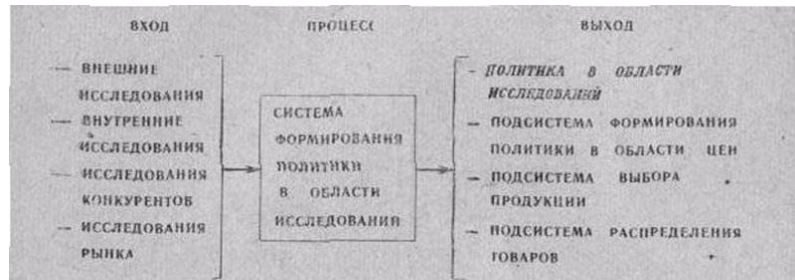 ВХОД
ПРОЦЕСС
ВЫХОД
— ВНЕШНИЕ
ИССЛЕДОВАНИЯ
— ВНУТРЕННИЕ
ИССЛЕДОВАНИЯ
— ИССЛЕДОВАНИЯ
КОНКУРЕНТОВ
— ИССЛЕДОВАНИЯ
РЫНКА
СИСТЕМА
ФОРМИРОВАНИЯ
ПОЛИТИКИ
В ОБЛАСТИ
ИССЛЕДОВАНИЙ
— ПОЛИТИКА В ОБЛАСТИ
ИССЛЕДОВАНИЙ
— ПОДСИСТЕМА ФОРМИРОВАНИЯ
ПОЛИТИКИ В ОБЛАСТИ ЦЕН
— ПОДСИСТЕМА ВЫБОРА
ПРОДУКЦИИ
— ПОДСИСТЕМА РАСПРЕДЕЛЕНИЯ
ТОВАРОВ